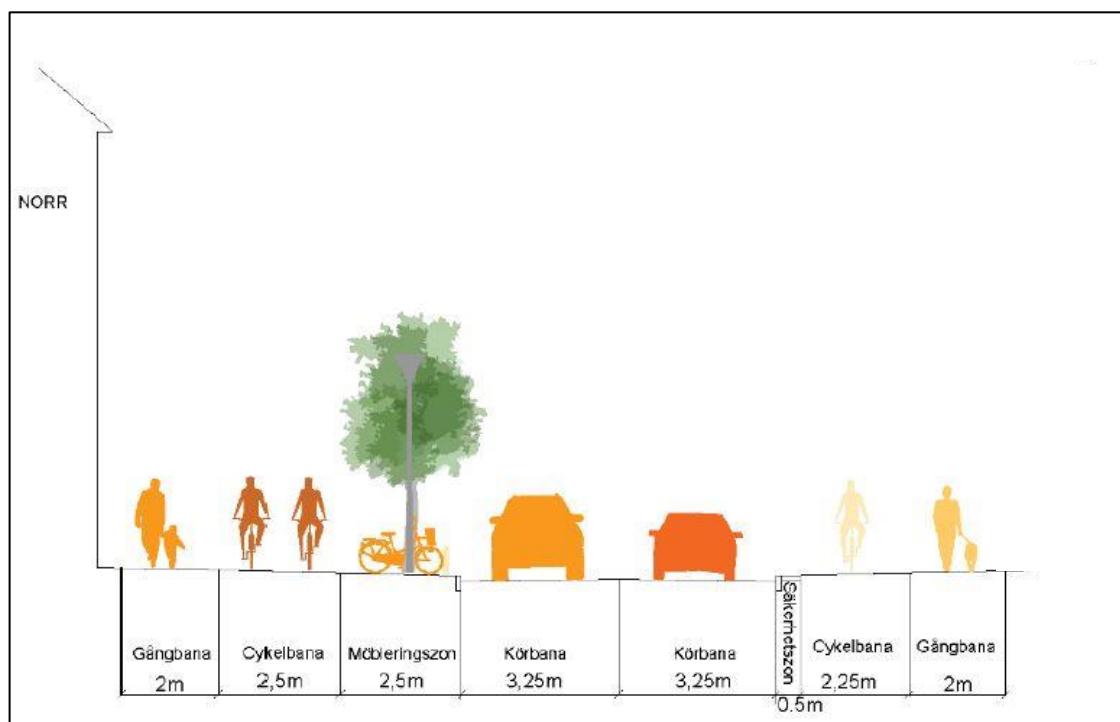 NORR
Gångbana
2m
Cykelbana
2,5m
Möbleringszon
2,5m
Körbana
3,25m
Körbana
3,25m
Säkerhetszon
0.5m
Cykelbana
2,25m
Gångbana
2m